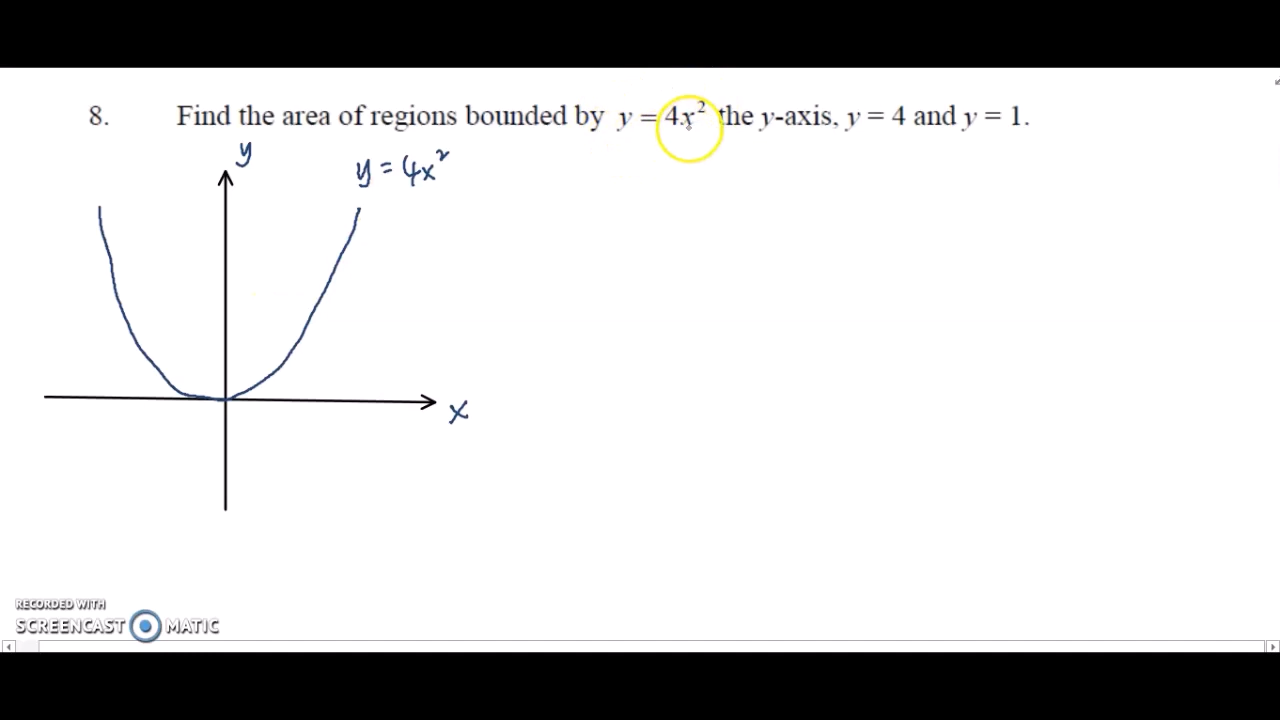 8. Find the area of regions bounded by y = 4x² the y-axis, y = 4 and y = 1.
y
y = 4x²
x
RECORDED WITH
SCREENCAST MATIC